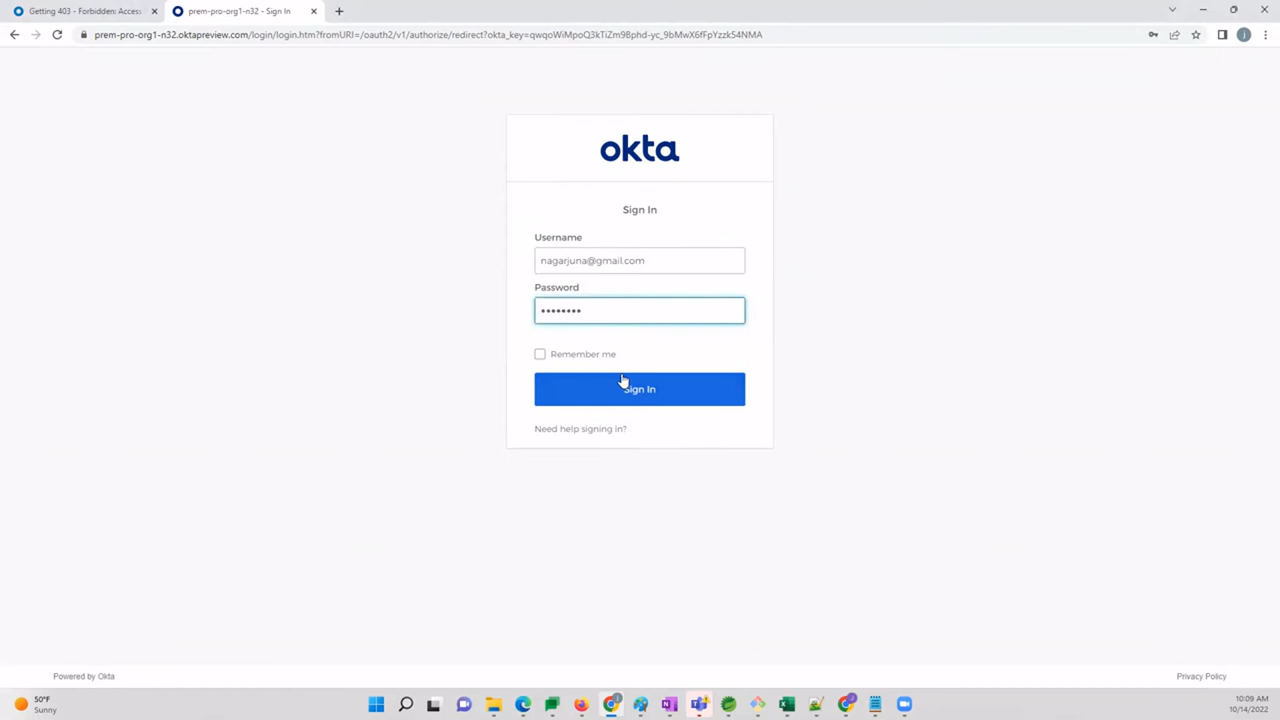 Getting 403 - Forbidden: Access
prem-pro-org1-n32 - Sign In
prem-pro-org1-n32.oktapreview.com/login/login.htm?fromURI=/oauth2/v1/authorize/redirect?okta_key=qwqoWiMpoQ3kTiZm98phd-yc_9bMwX6fFpYzzk54NMA
okta
Sign In
Username
nagarjuna@gmail.com
Password
Remember me
Sign In
Need help signing in?
Powered by Okta
Privacy Policy
50°F
Sunny
10:09 AM
10/14/2022